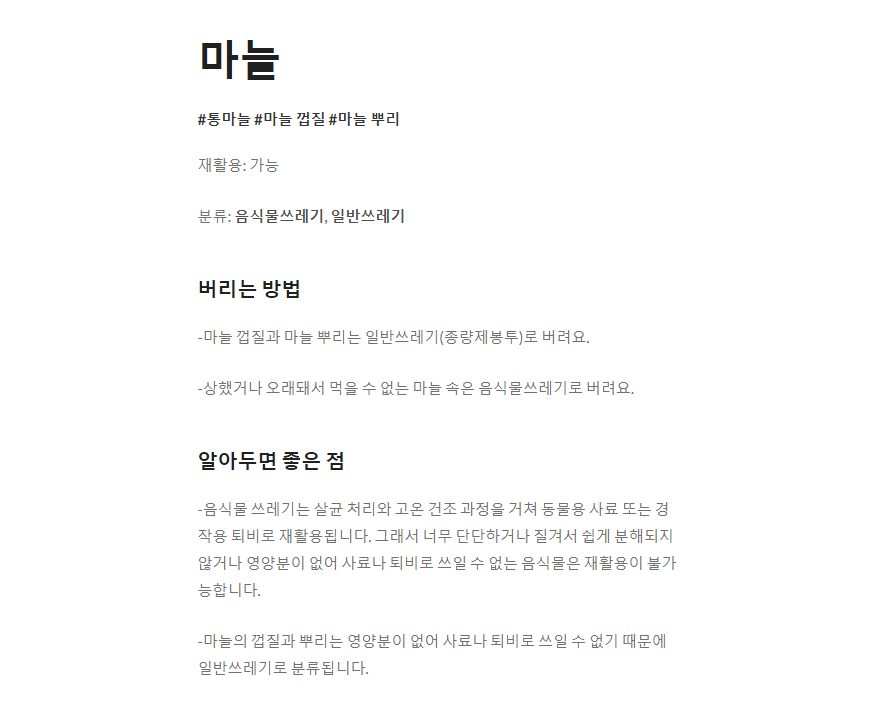 마늘
#통마늘 #마늘 껍질 #마늘 뿌리
재활용: 가능
분류: 음식물쓰레기, 일반쓰레기
버리는 방법
-마늘 껍질과 마늘 뿌리는 일반쓰레기(종량제봉투)로 버려요.
-상했거나 오래돼서 먹을 수 없는 마늘 속은 음식물쓰레기로 버려요.
알아두면 좋은 점
-음식물 쓰레기는 살균 처리와 고온 건조 과정을 거쳐 동물용 사료 또는 경
작용 퇴비로 재활용됩니다. 그래서 너무 단단하거나 질겨서 쉽게 분해되지
않거나 영양분이 없어 사료나 퇴비로 쓰일 수 없는 음식물은 재활용이 불가
능합니다.
-마늘의 껍질과 뿌리는 영양분이 없어 사료나 퇴비로 쓰일 수 없기 때문에
일반쓰레기로 분류됩니다.